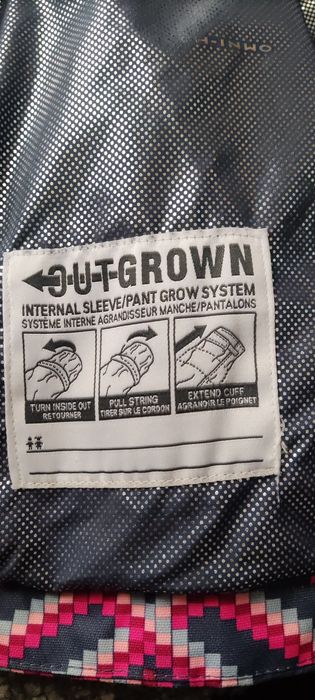 OMNI-H
OUTGROWN
INTERNAL SLEEVE/PANT GROW SYSTEM
SYSTÈME INTERNE AGRANDISSEUR MANCHE/PANTALONS
TURN INSIDE OUT
RETOURNER
PULL STRING
TIRER SUR LE CORDON
EXTEND CUFF
AGRANDIR LE POIGNET